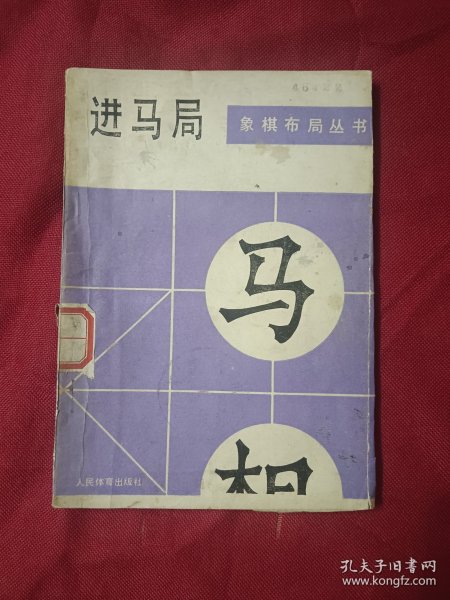 进马局
象棋布局丛书
马
相
人民体育出版社
孔夫子旧书网
www.kongfz.com